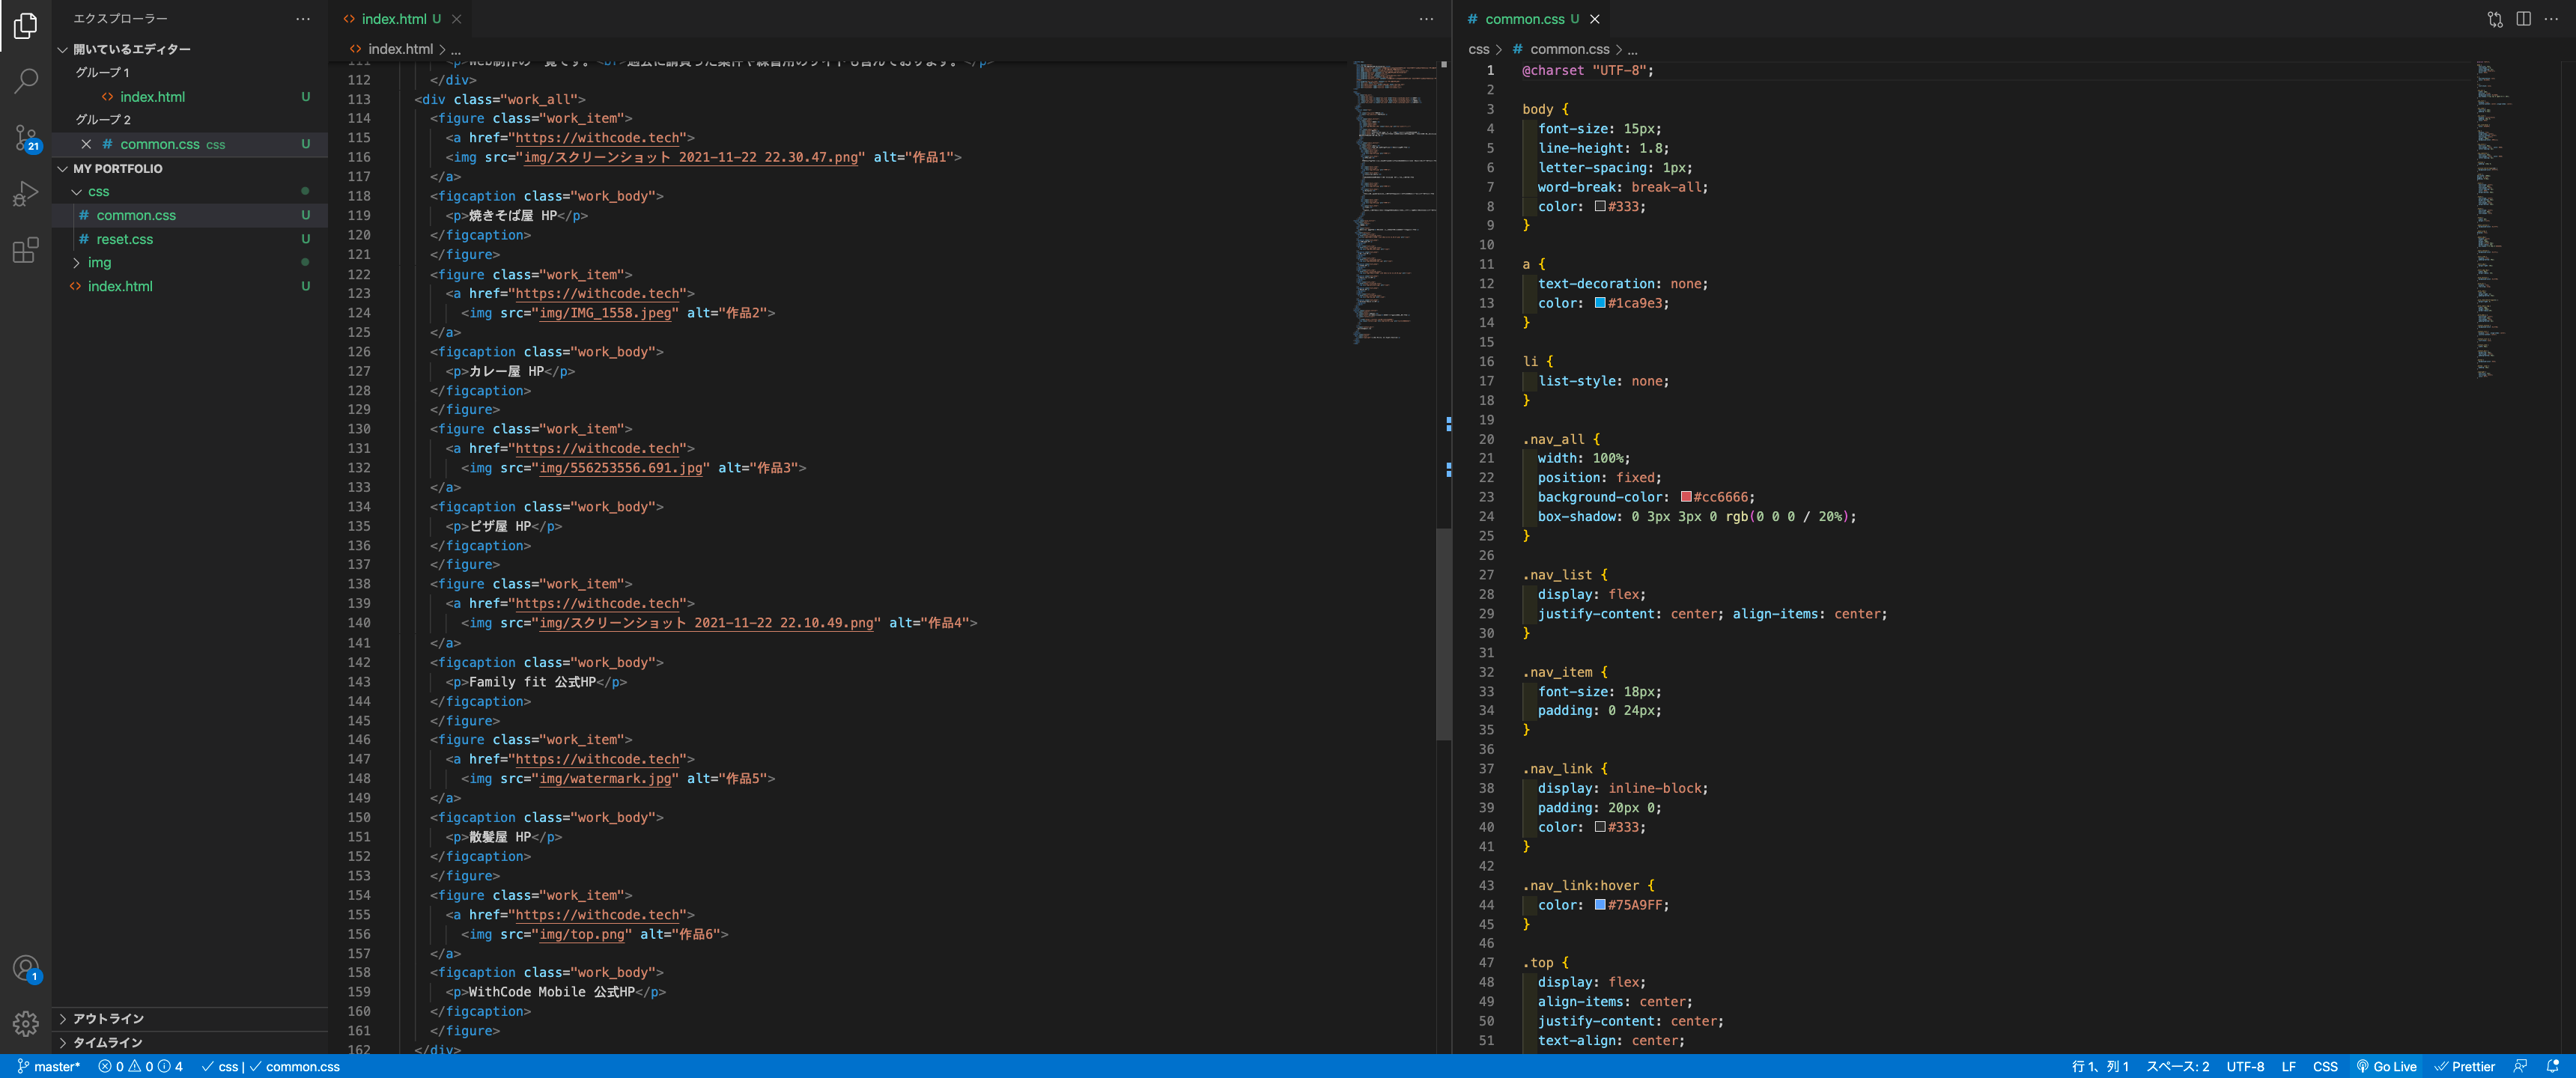 エクスプローラー
開いているエディター
グループ 1
index.html U
グループ 2
common.css css U
MY PORTFOLIO
css
common.css U
reset.css U
img
index.html U
アウトライン
タイムライン
21
1
index.html U
index.html > ...
112 </div>
113 <div class="work_all">
114 <figure class="work_item">
115 <a href="https://withcode.tech">
116 <img src="img/スクリーンショット 2021-11-22 22.30.47.png" alt="作品1">
117 </a>
118 <figcaption class="work_body">
119 <p>焼きそば屋 HP</p>
120 </figcaption>
121 </figure>
122 <figure class="work_item">
123 <a href="https://withcode.tech">
124 <img src="img/IMG_1558.jpeg" alt="作品2">
125 </a>
126 <figcaption class="work_body">
127 <p>カレー屋 HP</p>
128 </figcaption>
129 </figure>
130 <figure class="work_item">
131 <a href="https://withcode.tech">
132 <img src="img/556253556.691.jpg" alt="作品3">
133 </a>
134 <figcaption class="work_body">
135 <p>ピザ屋 HP</p>
136 </figcaption>
137 </figure>
138 <figure class="work_item">
139 <a href="https://withcode.tech">
140 <img src="img/スクリーンショット 2021-11-22 22.10.49.png" alt="作品4">
141 </a>
142 <figcaption class="work_body">
143 <p>Family fit 公式HP</p>
144 </figcaption>
145 </figure>
146 <figure class="work_item">
147 <a href="https://withcode.tech">
148 <img src="img/watermark.jpg" alt="作品5">
149 </a>
150 <figcaption class="work_body">
151 <p>散髪屋 HP</p>
152 </figcaption>
153 </figure>
154 <figure class="work_item">
155 <a href="https://withcode.tech">
156 <img src="img/top.png" alt="作品6">
157 </a>
158 <figcaption class="work_body">
159 <p>WithCode Mobile 公式HP</p>
160 </figcaption>
161 </figure>
162 </div>
common.css U
css > common.css > ...
1 @charset "UTF-8";
2
3 body {
4 font-size: 15px;
5 line-height: 1.8;
6 letter-spacing: 1px;
7 word-break: break-all;
8 color: #333;
9 }
10
11 a {
12 text-decoration: none;
13 color: #1ca9e3;
14 }
15
16 li {
17 list-style: none;
18 }
19
20 .nav_all {
21 width: 100%;
22 position: fixed;
23 background-color: #cc6666;
24 box-shadow: 0 3px 3px 0 rgb(0 0 0 / 20%);
25 }
26
27 .nav_list {
28 display: flex;
29 justify-content: center; align-items: center;
30 }
31
32 .nav_item {
33 font-size: 18px;
34 padding: 0 24px;
35 }
36
37 .nav_link {
38 display: inline-block;
39 padding: 20px 0;
40 color: #333;
41 }
42
43 .nav_link:hover {
44 color: #75A9FF;
45 }
46
47 .top {
48 display: flex;
49 align-items: center;
50 justify-content: center;
51 text-align: center;
master* 0 0 4 css | common.css
行 1、列 1 スペース: 2 UTF-8 LF CSS Go Live Prettier